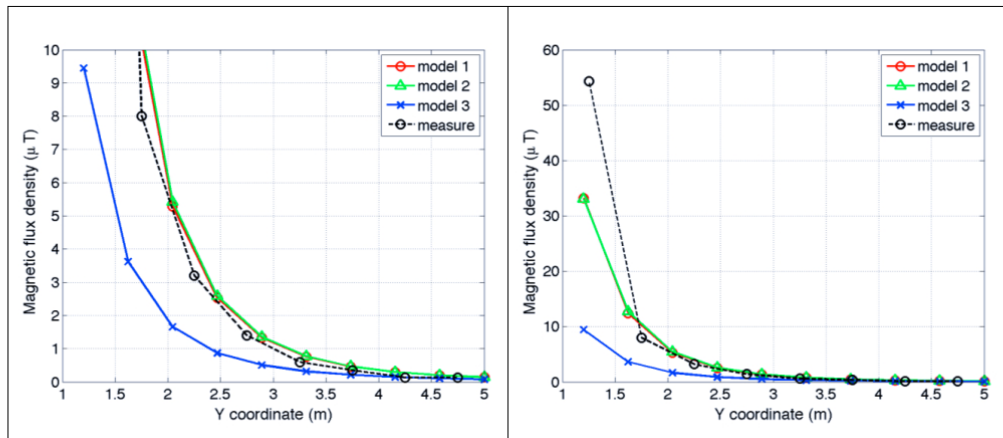 10
9
8
7
6
5
4
3
2
1
0
1 1.5 2 2.5 3 3.5 4 4.5 5
Magnetic flux density (μ T)
Y coordinate (m)
model 1
model 2
model 3
measure
60
50
40
30
20
10
0
1 1.5 2 2.5 3 3.5 4 4.5 5
Magnetic flux density (μ T)
Y coordinate (m)
model 1
model 2
model 3
measure